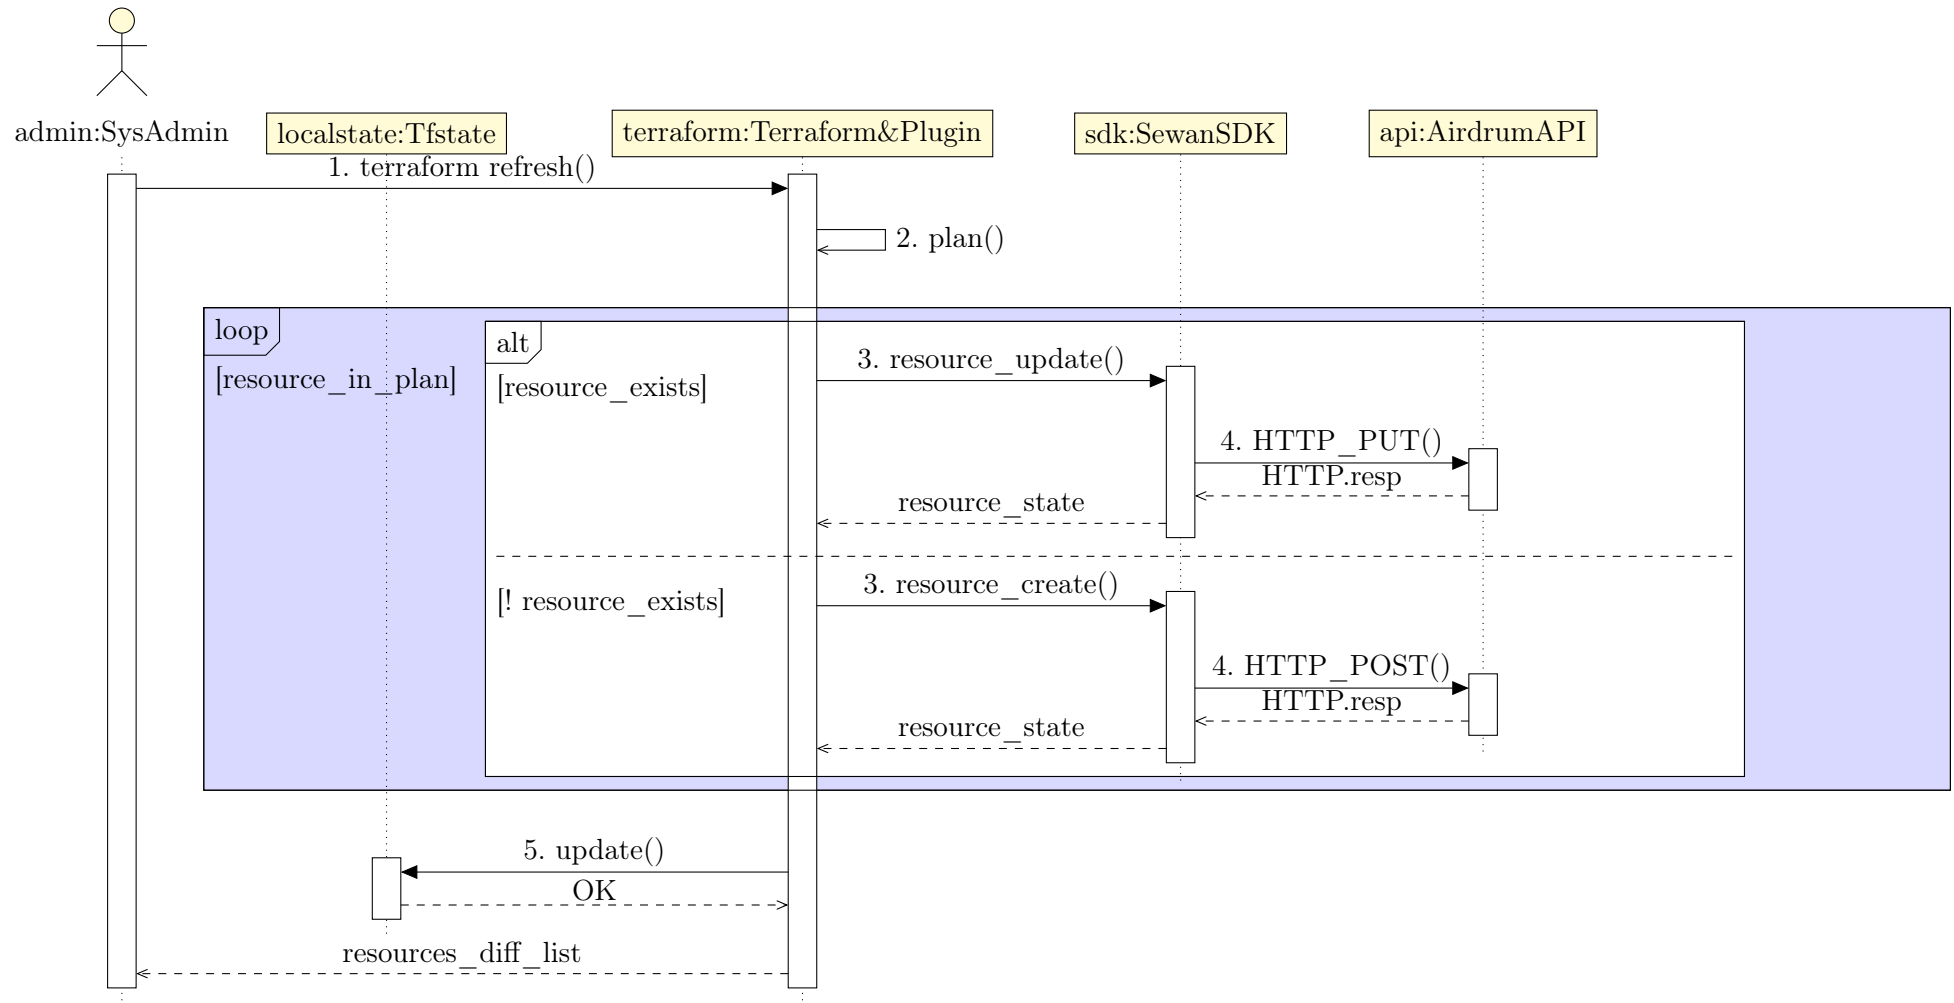 admin:SysAdmin
localstate:Tfstate
terraform:Terraform&Plugin
sdk:SewanSDK
api:AirdrumAPI
1. terraform refresh()
2. plan()
loop
[resource_in_plan]
alt
[resource_exists]
3. resource_update()
4. HTTP_PUT()
HTTP.resp
resource_state
[! resource_exists]
3. resource_create()
4. HTTP_POST()
HTTP.resp
resource_state
5. update()
OK
resources_diff_list